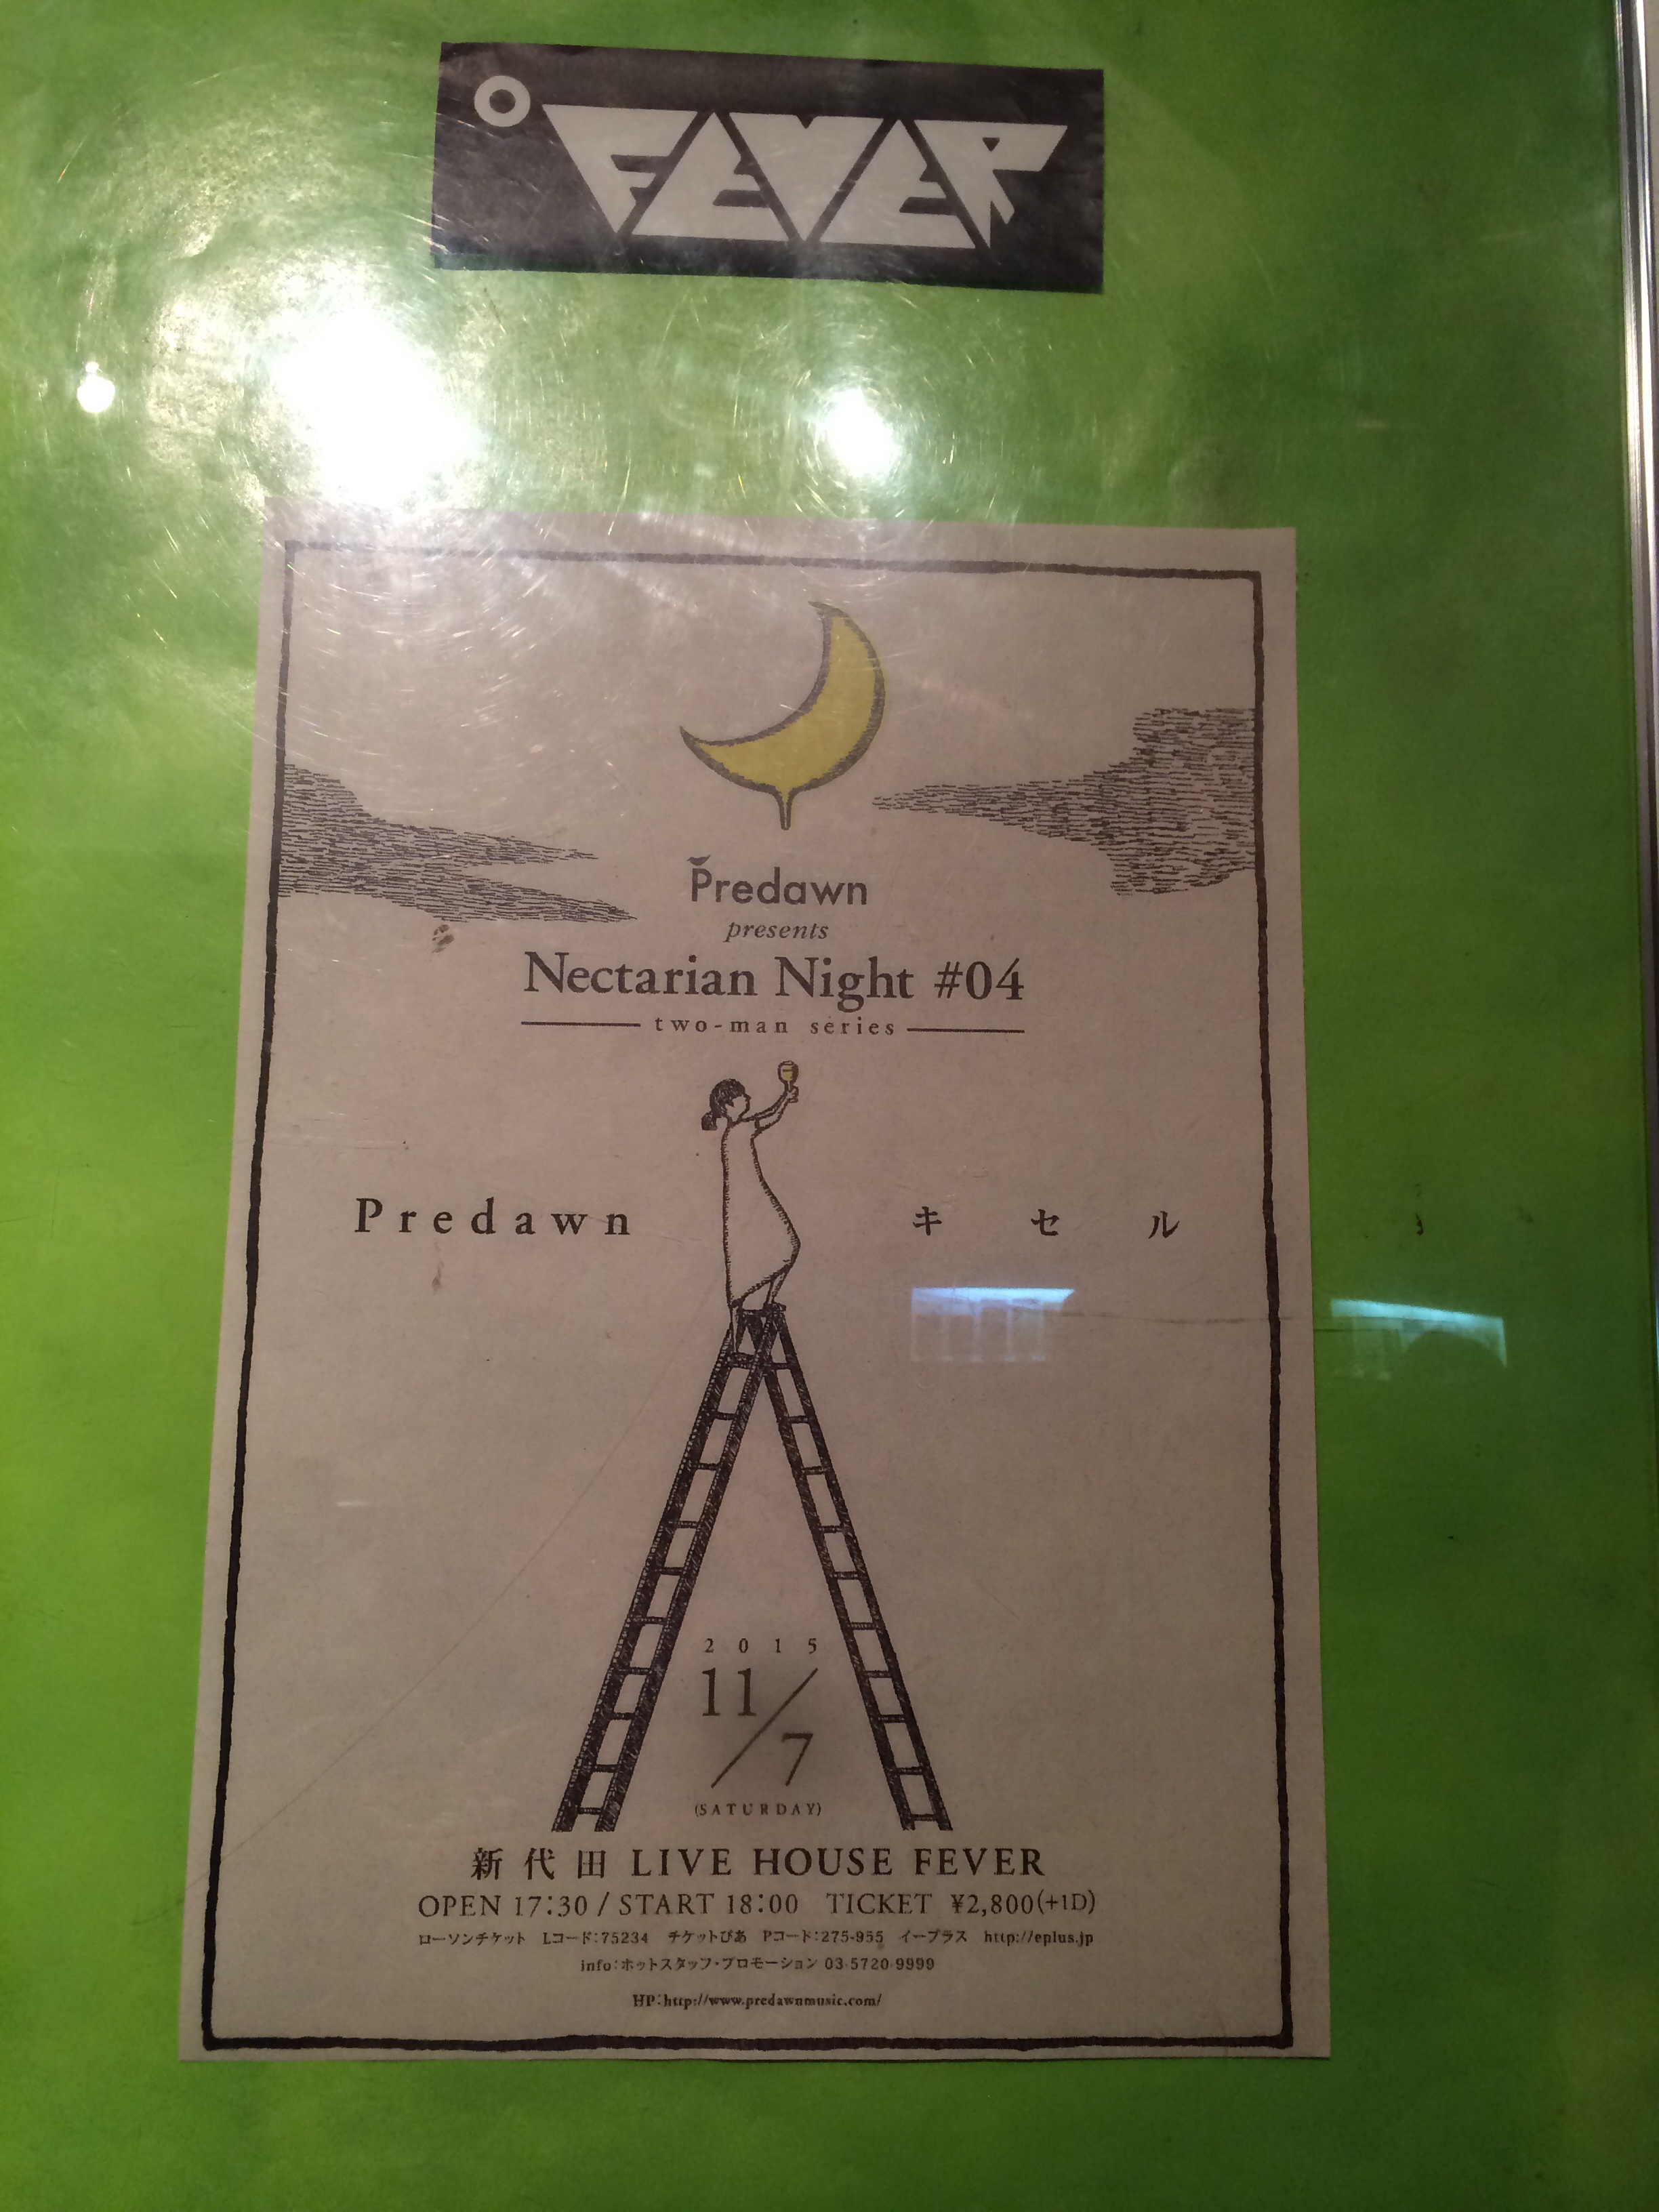 °FEVER
Predawn
presents
Nectarian Night #04
two-man series
Predawn キセル
2015
11/7
(SATURDAY)
新代田 LIVE HOUSE FEVER
OPEN 17:30 / START 18:00 TICKET ¥2,800(+1D)
ローソンチケット Lコード:75234 チケットぴあ Pコード:275-955 イープラス http://eplus.jp
info:ホットスタッフ・プロモーション 03-5720-9999
HP:http://www.predawnmusic.com/